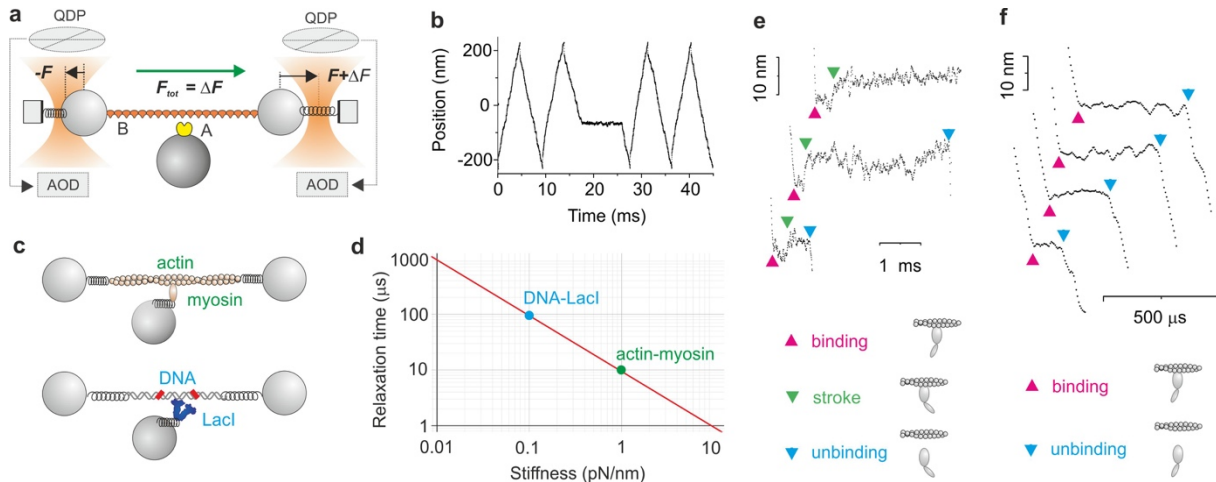 a
QDP
QDP
-F
F+ΔF
F_tot = ΔF
B
A
AOD
AOD
b
Position (nm)
200
0
-200
0 10 20 30 40
Time (ms)
c
actin
myosin
DNA
LacI
d
Relaxation time (µs)
1000
100
10
1
DNA-LacI
actin-myosin
0.01 0.1 1 10
Stiffness (pN/nm)
e
10 nm
1 ms
binding
stroke
unbinding
f
10 nm
500 µs
binding
unbinding